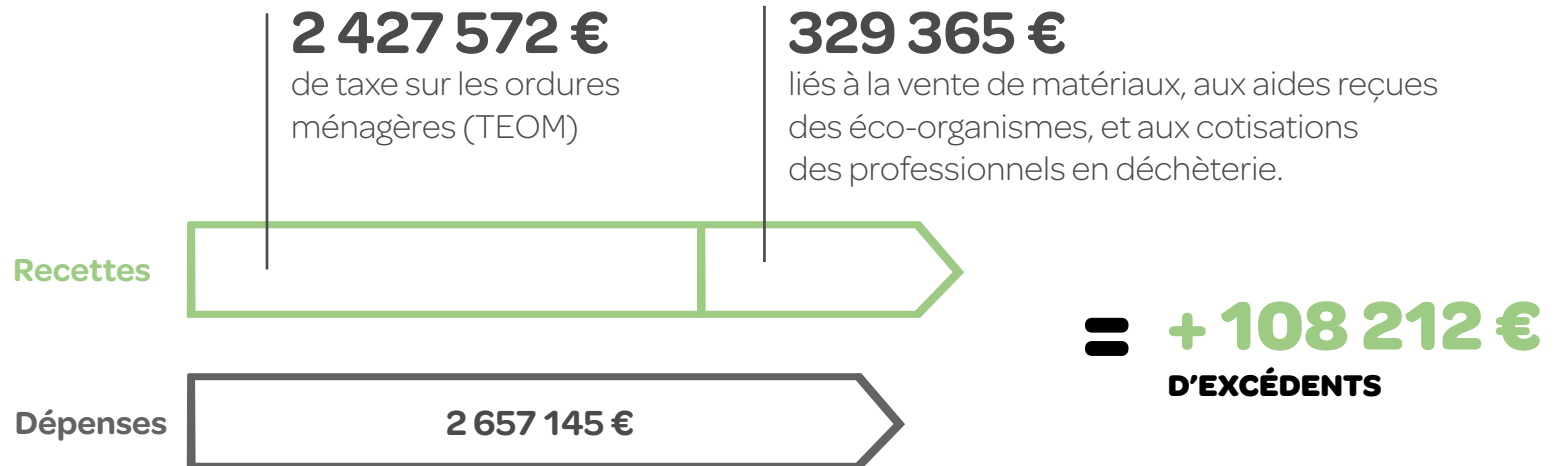 2 427 572 €
de taxe sur les ordures
ménagères (TEOM)
329 365 €
liés à la vente de matériaux, aux aides reçues
des éco-organismes, et aux cotisations
des professionnels en déchèterie.
Recettes
= + 108 212 €
D'EXCÉDENTS
Dépenses
2 657 145 €